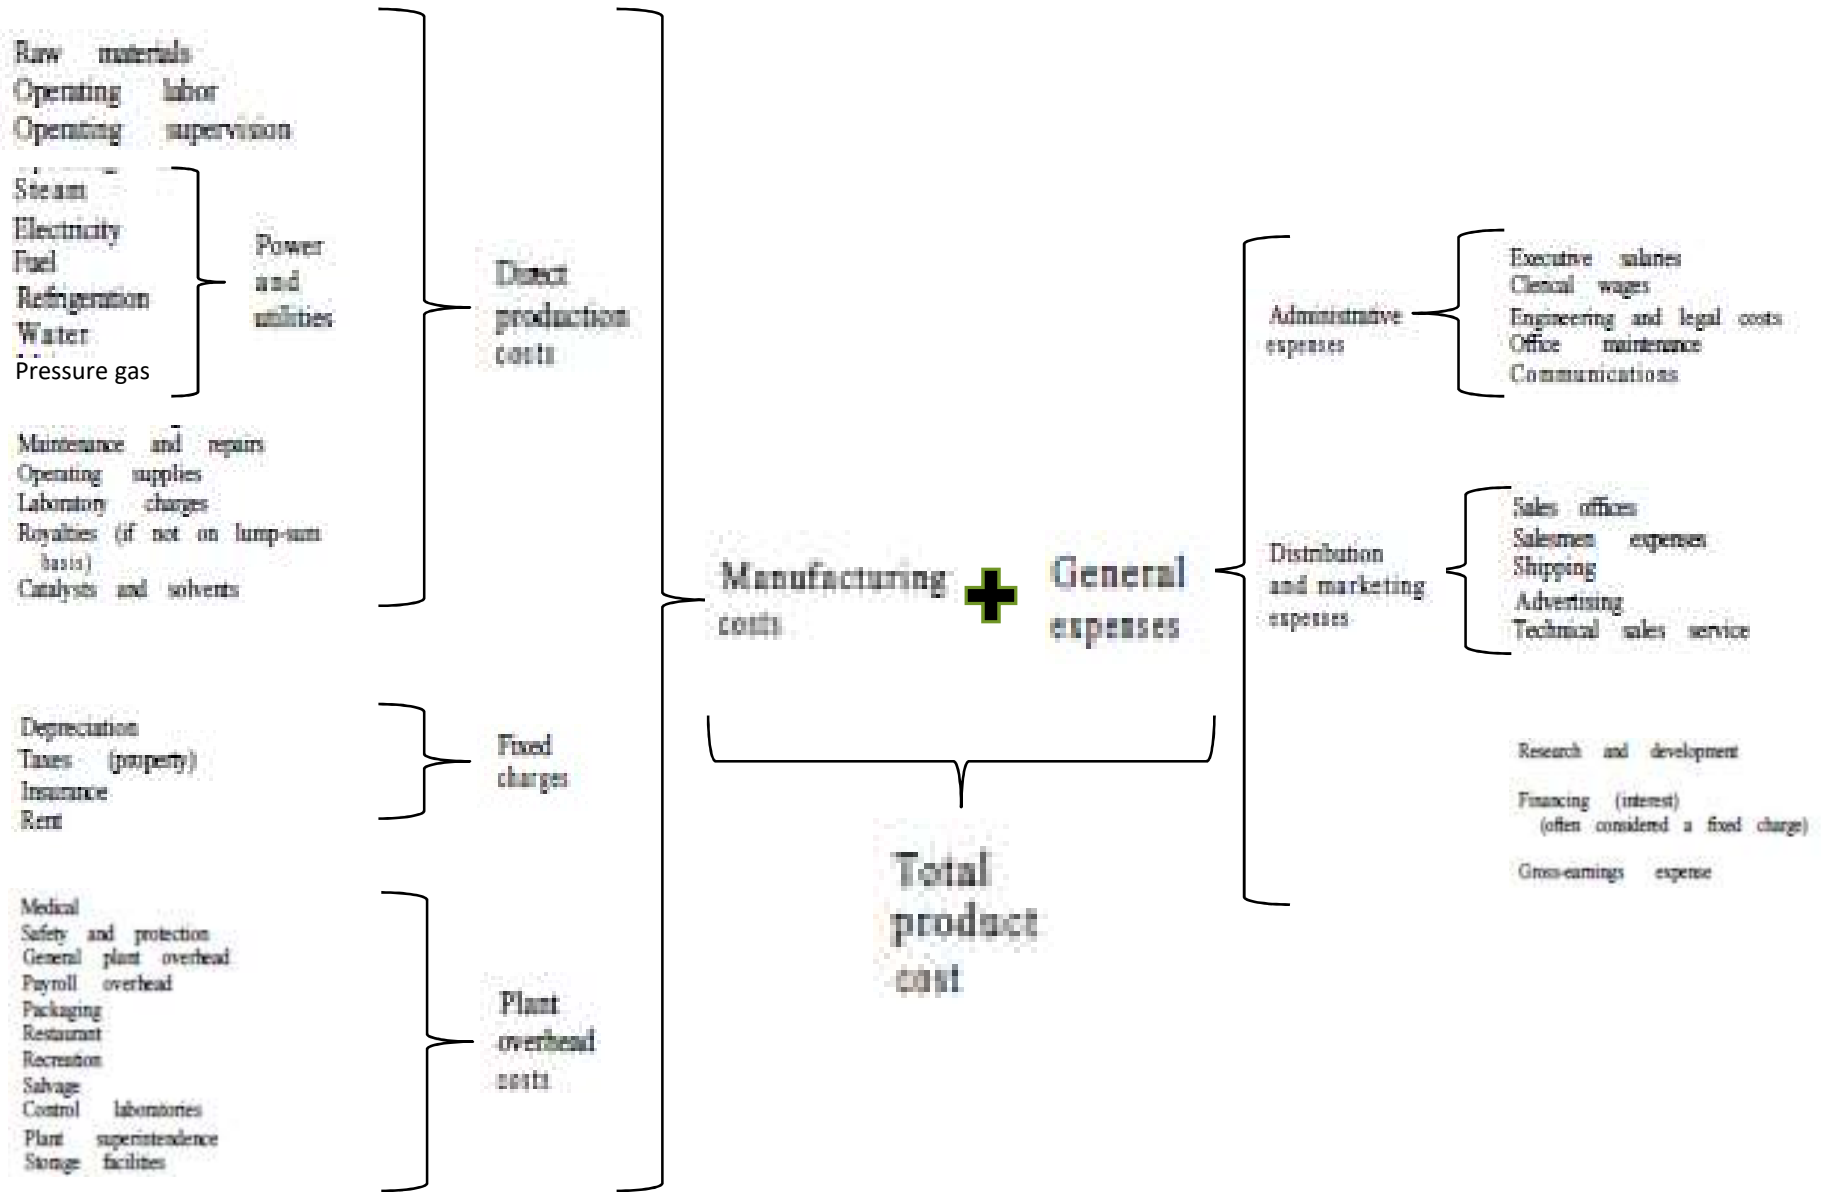 Raw materials
Operating labor
Operating supervision
Steam
Electricity
Fuel
Refrigeration
Water
Pressure gas
Power
and
utilities
Maintenance and repairs
Operating supplies
Laboratory charges
Royalties (if not on lump-sum
basis)
Catalysts and solvents
Direct
production
costs
Depreciation
Taxes (property)
Insurance
Rent
Fixed
charges
Medical
Safety and protection
General plant overhead
Payroll overhead
Packaging
Restaurant
Recreation
Salvage
Control laboratories
Plant superintendence
Storage facilities
Plant
overhead
costs
Manufacturing
costs
General
expenses
Total
product
cost
Administrative
expenses
Executive salaries
Clerical wages
Engineering and legal costs
Office maintenance
Communications
Distribution
and marketing
expenses
Sales offices
Salesmen expenses
Shipping
Advertising
Technical sales service
Research and development
Financing (interest)
(often considered a fixed charge)
Gross-earnings expense